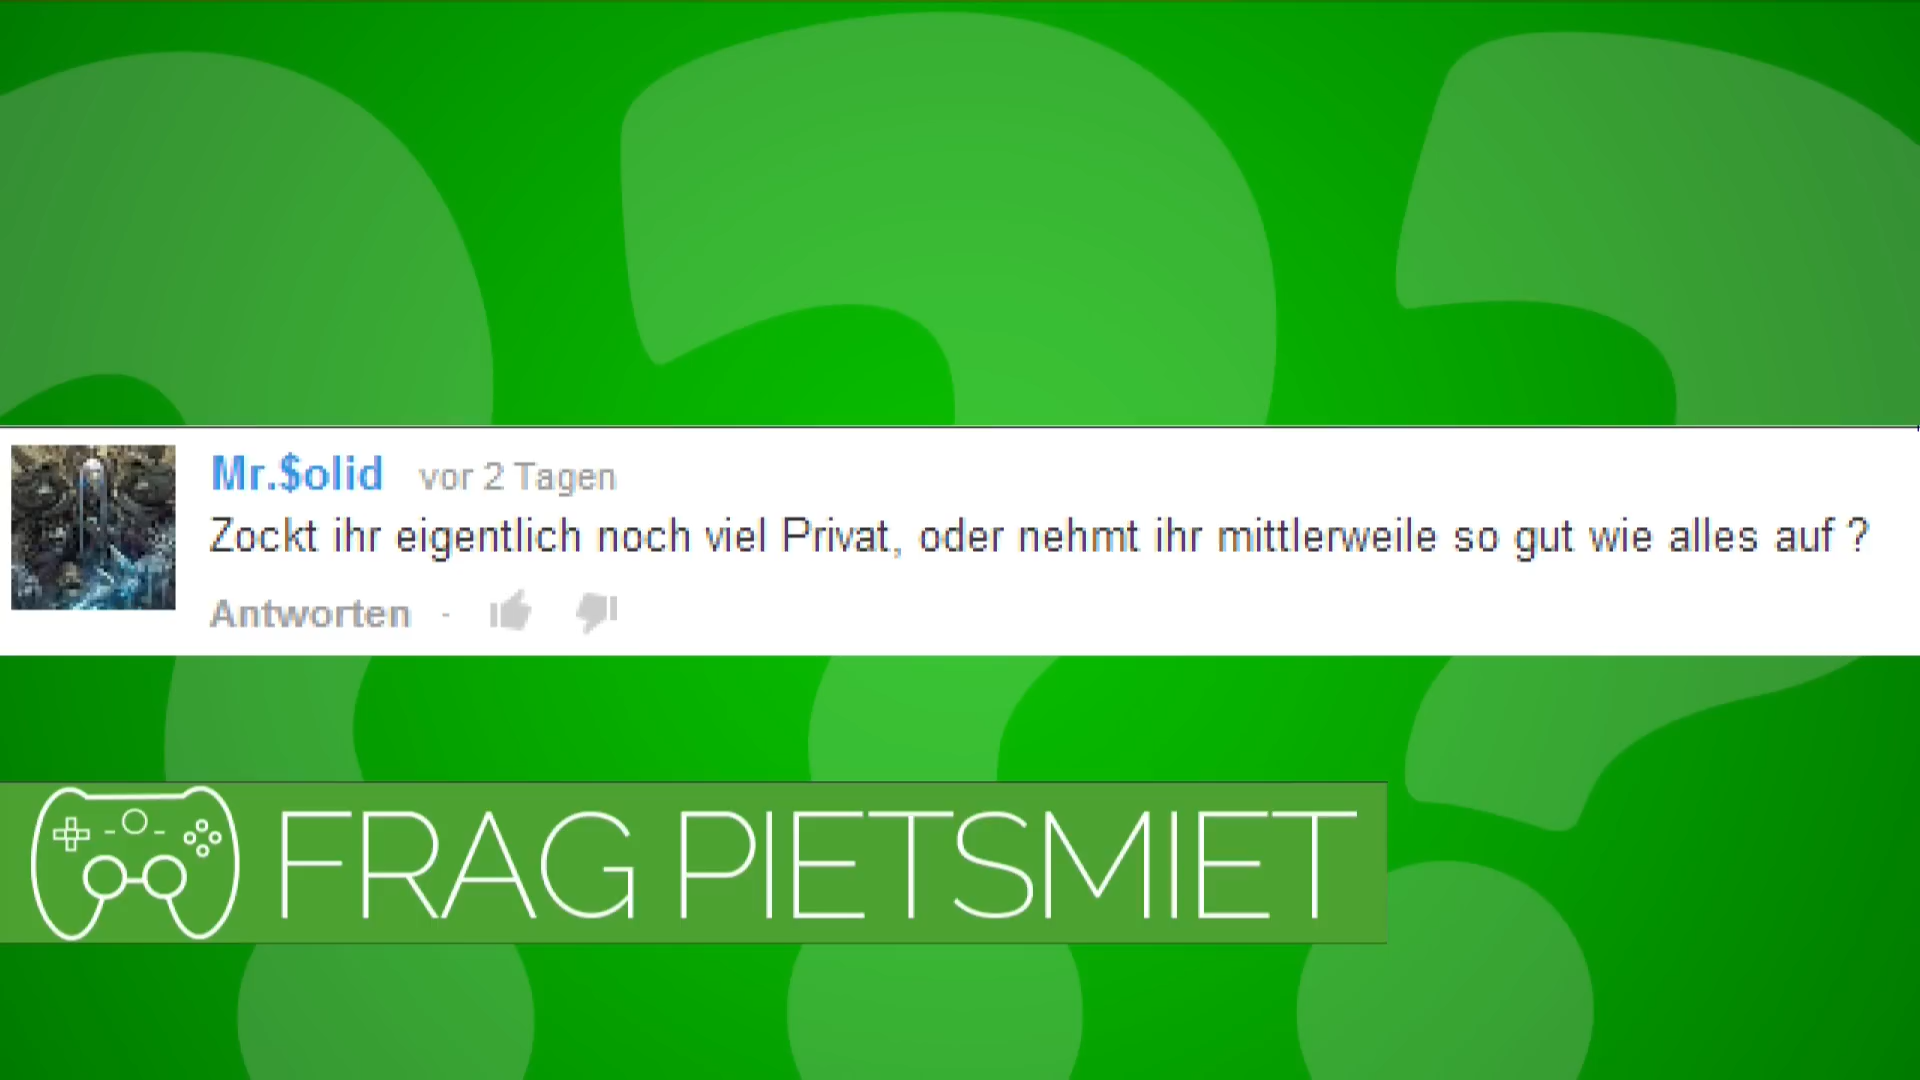 Mr.$olid vor 2 Tagen
Zockt ihr eigentlich noch viel Privat, oder nehmt ihr mittlerweile so gut wie alles auf ?
Antworten -
FRAG PIETSMIET